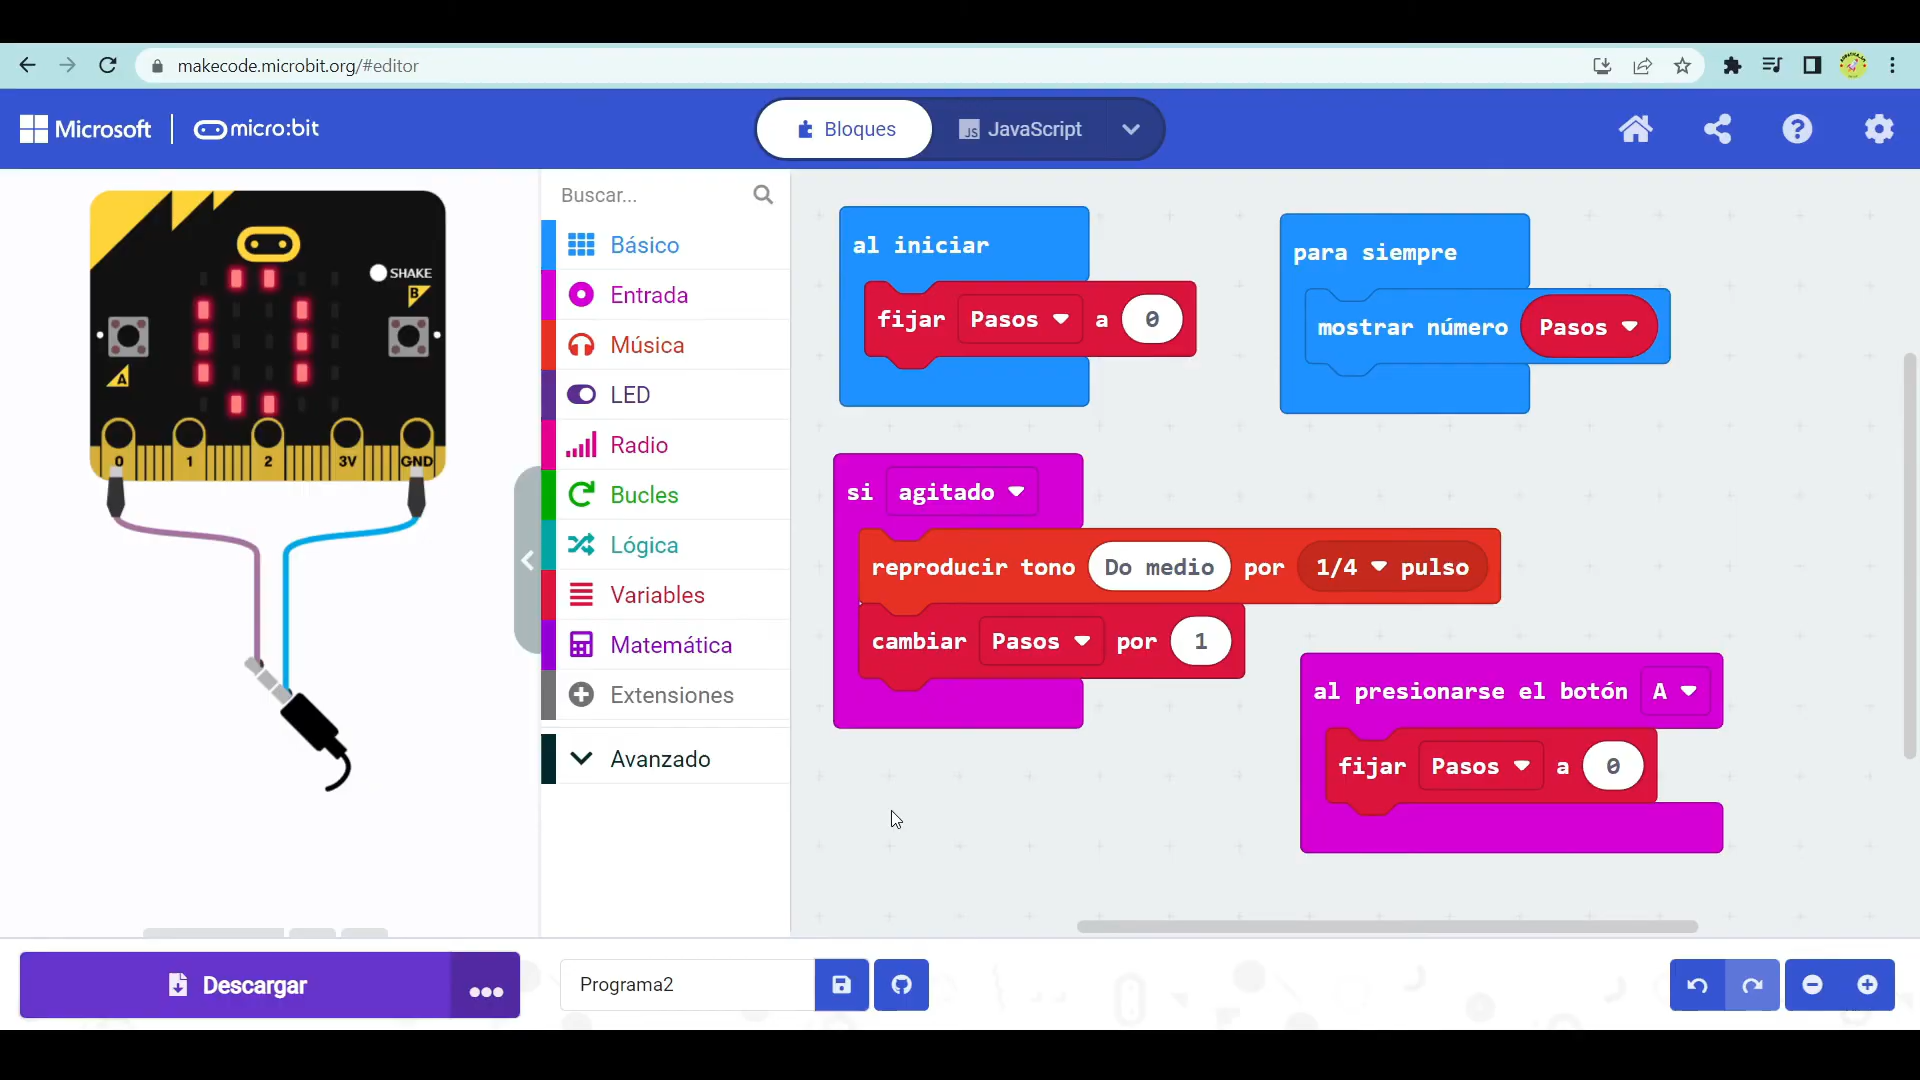 makecode.microbit.org/#editor
Microsoft
micro:bit
Bloques
JavaScript
SHAKE
B
A
0 1 2 3V GND
Buscar...
Básico
Entrada
Música
LED
Radio
Bucles
Lógica
Variables
Matemática
Extensiones
Avanzado
al iniciar
fijar Pasos a 0
para siempre
mostrar número Pasos
si agitado
reproducir tono Do medio por 1/4 pulso
cambiar Pasos por 1
al presionarse el botón A
fijar Pasos a 0
Descargar
Programa2